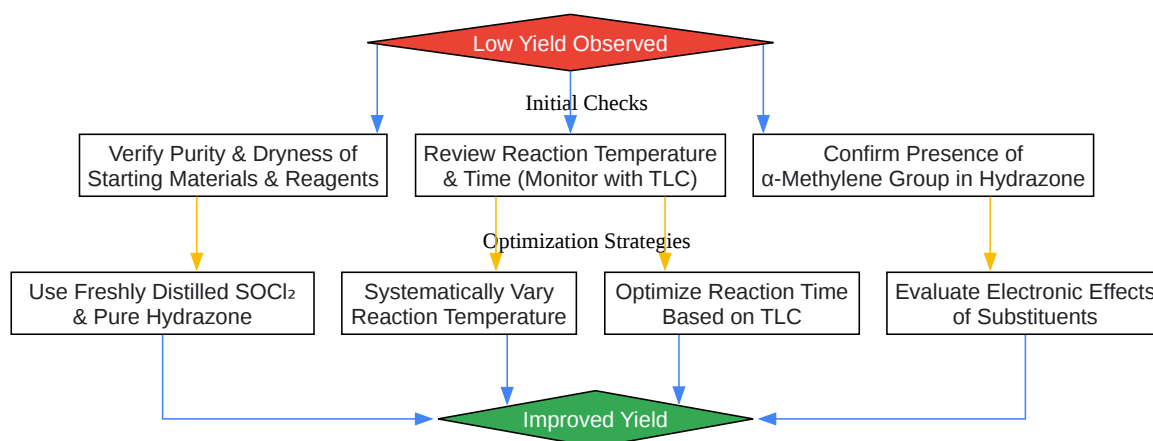 Low Yield Observed
Initial Checks
Verify Purity & Dryness of
Starting Materials & Reagents
Review Reaction Temperature
& Time (Monitor with TLC)
Confirm Presence of
α-Methylene Group in Hydrazone
Optimization Strategies
Use Freshly Distilled SOCl₂
& Pure Hydrazone
Systematically Vary
Reaction Temperature
Optimize Reaction Time
Based on TLC
Evaluate Electronic Effects
of Substituents
Improved Yield